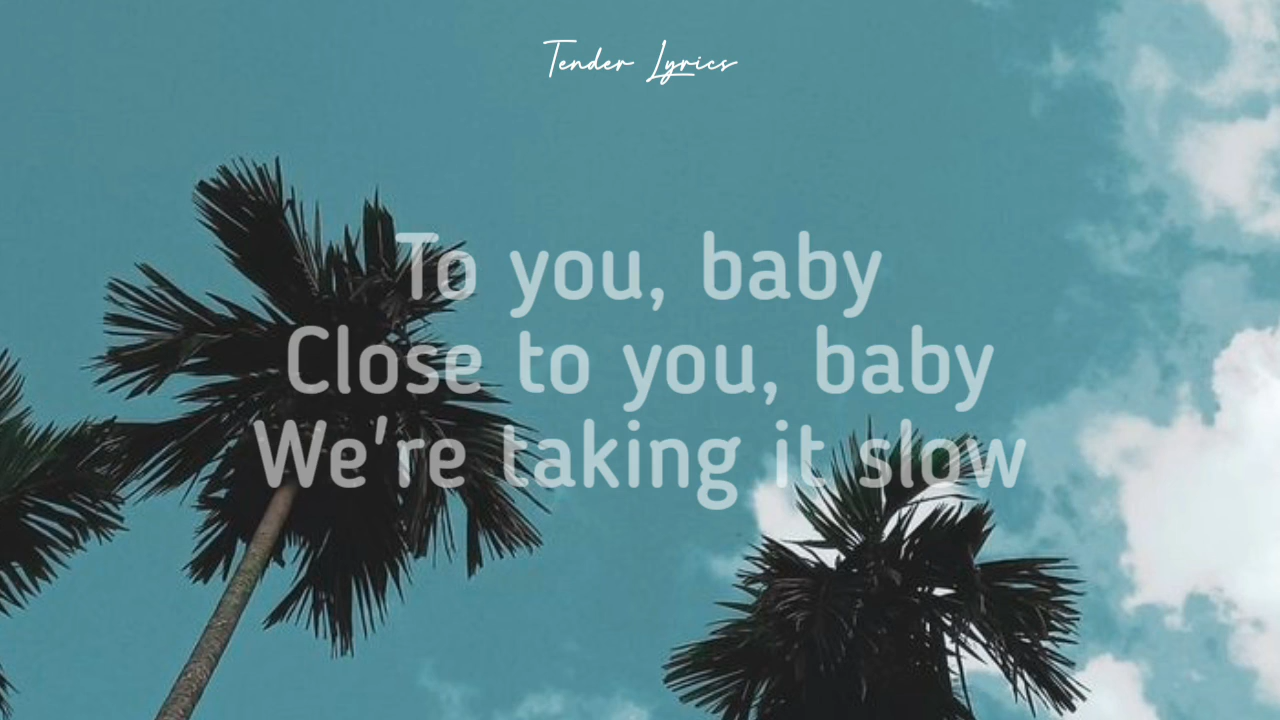 Tender Lyrics
To you, baby
Close to you, baby
We're taking it slow